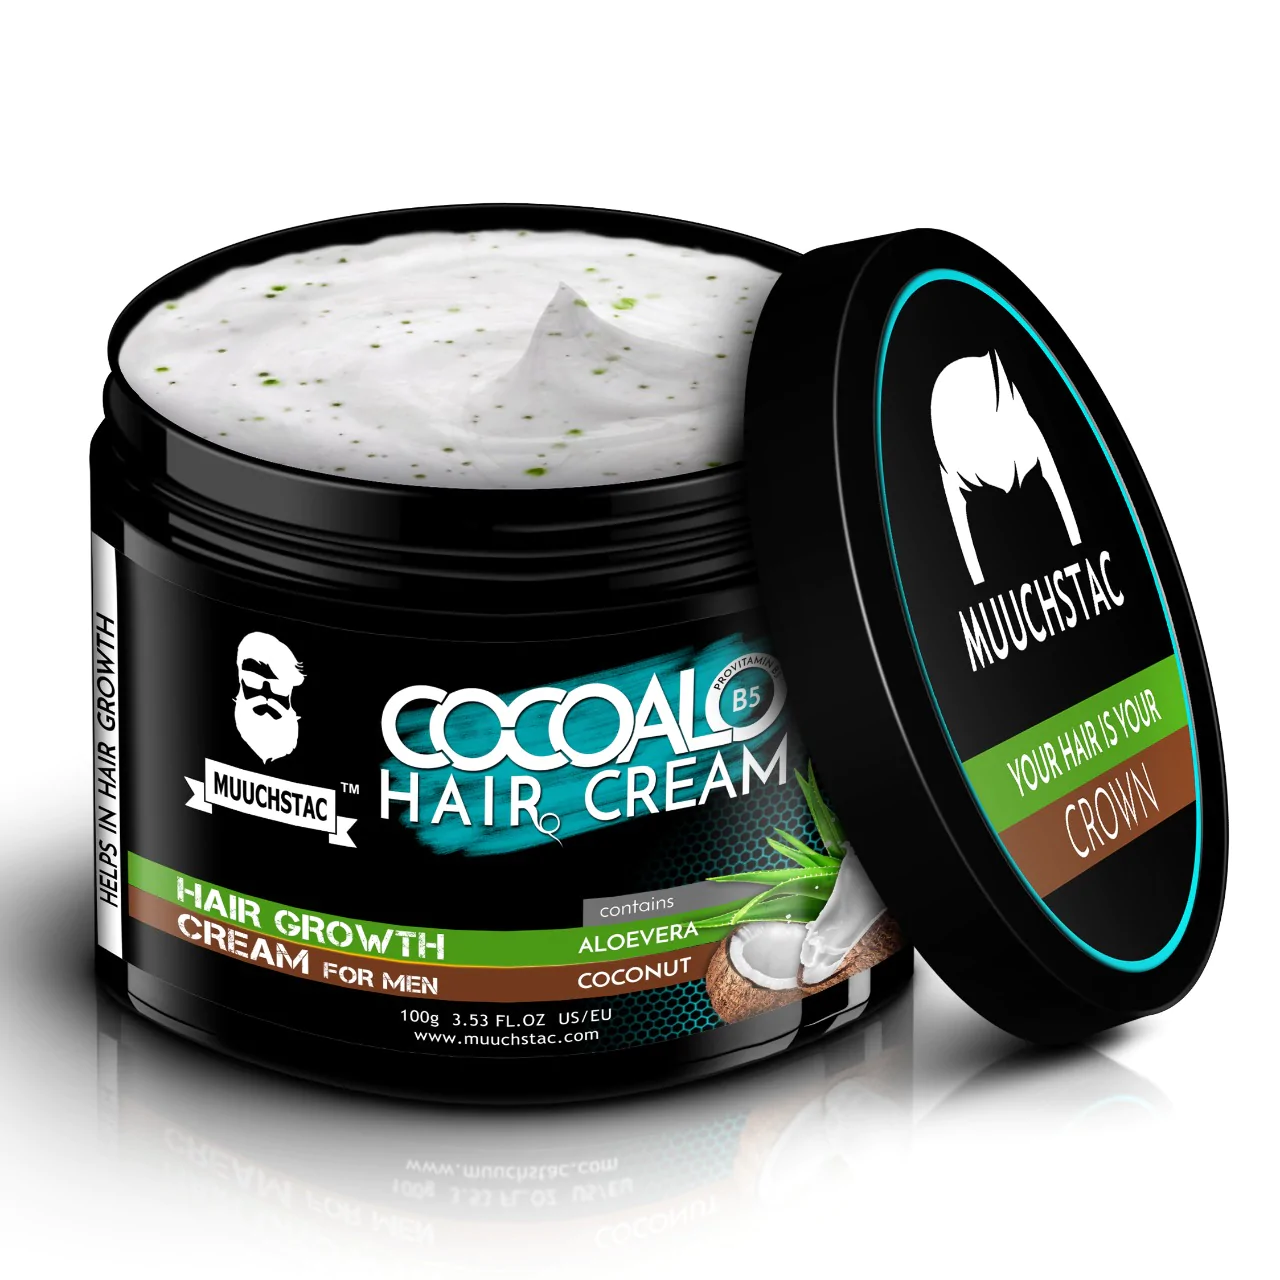 MUUCHSTAC
YOUR HAIR IS YOUR
CROWN
HELPS IN HAIR GROWTH
MUUCHSTAC™
COCOALO
PROVITAMIN B5
B5
HAIR CREAM
HAIR GROWTH
CREAM FOR MEN
contains
ALOEVERA
COCONUT
100g 3.53 FL.OZ US/EU
www.muuchstac.com